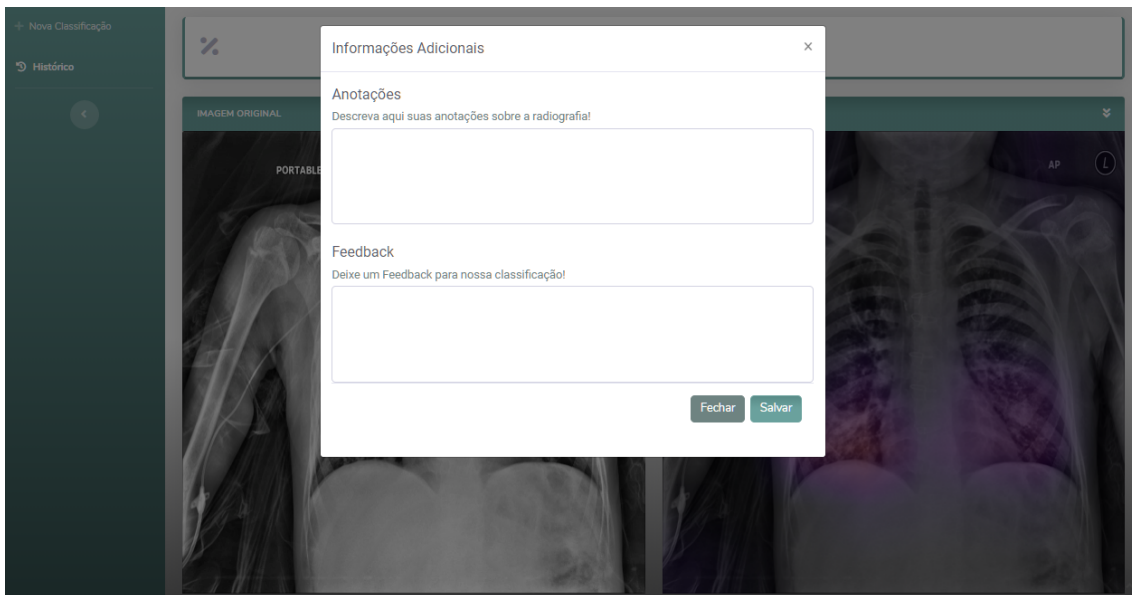 + Nova Classificação
Histórico
Informações Adicionais
×
Anotações
Descreva aqui suas anotações sobre a radiografia!
IMAGEM ORIGINAL
PORTABLE
AP
L
Feedback
Deixe um Feedback para nossa classificação!
Fechar
Salvar